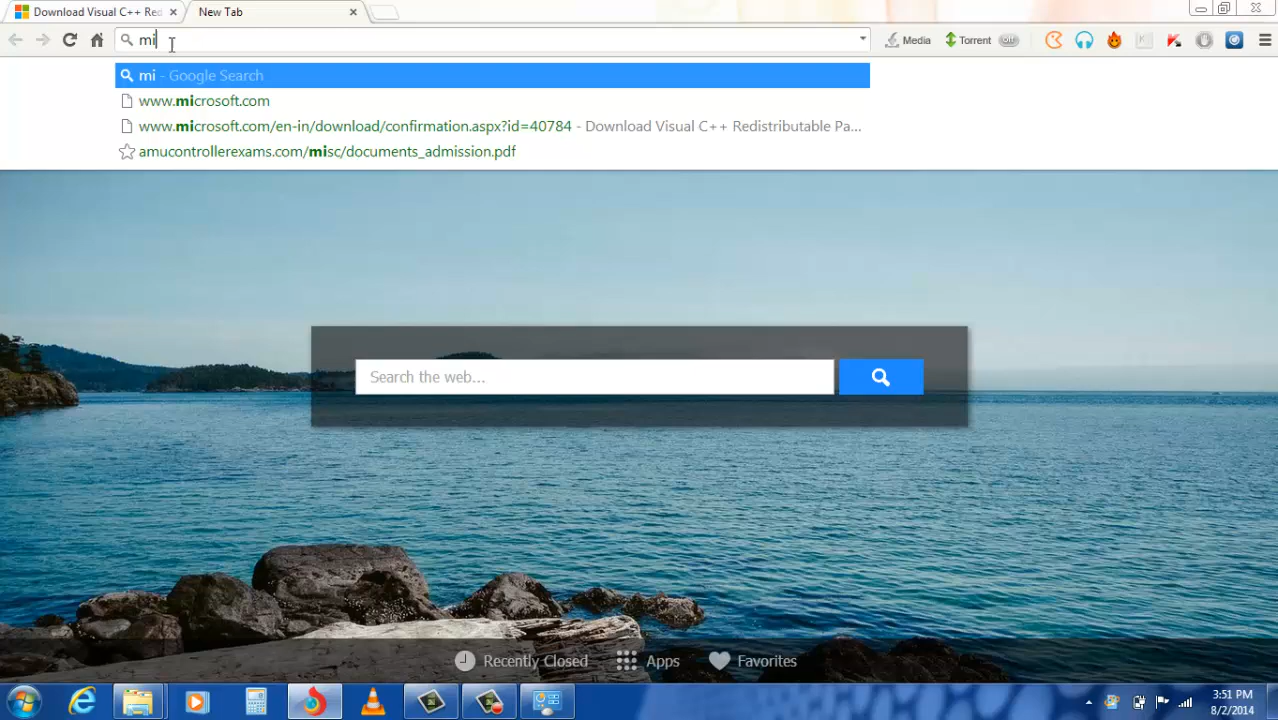 Download Visual C++ Red
New Tab
mi
Media
Torrent
Off
mi - Google Search
www.microsoft.com
www.microsoft.com/en-in/download/confirmation.aspx?id=40784 - Download Visual C++ Redistributable Pa...
amucontrollerexams.com/misc/documents_admission.pdf
Search the web...
Recently Closed
Apps
Favorites
3:51 PM
8/2/2014